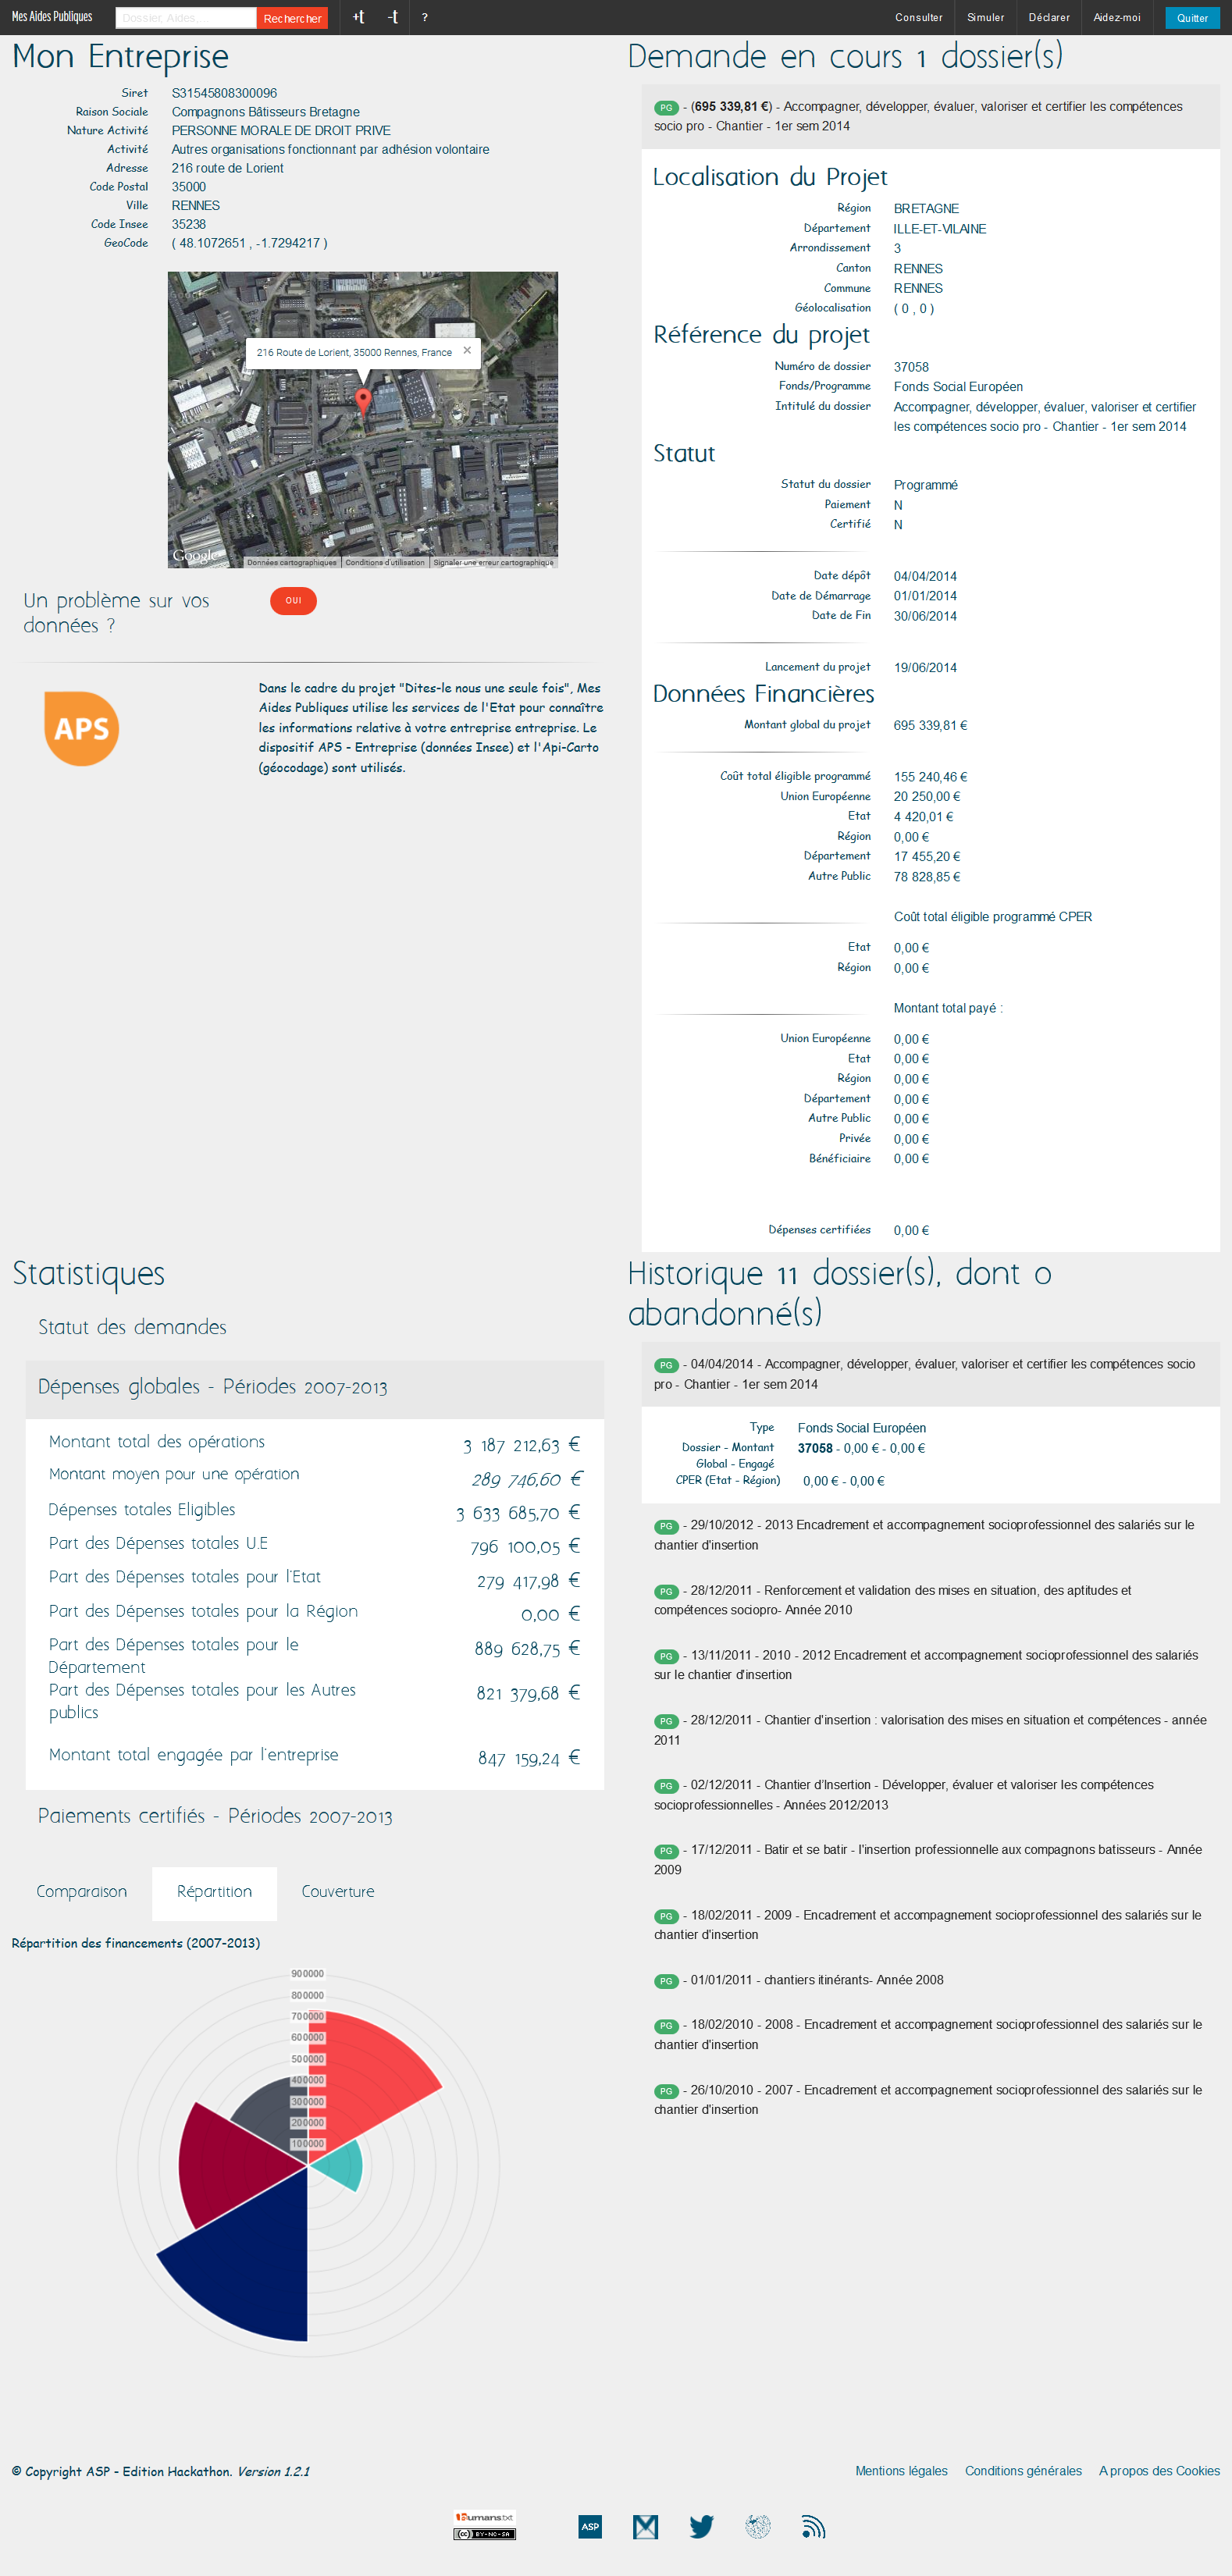 Mes Aides Publiques
Dossier, Aides,...
Rechercher
+t
-t
?
Consulter
Simuler
Déclarer
Aidez-moi
Quitter
Mon Entreprise
Siret S31545808300096
Raison Sociale Compagnons Bâtisseurs Bretagne
Nature Activité PERSONNE MORALE DE DROIT PRIVE
Activité Autres organisations fonctionnant par adhésion volontaire
Adresse 216 route de Lorient
Code Postal 35000
Ville RENNES
Code Insee 35238
GeoCode ( 48.1072651 , -1.7294217 )
Google
216 Route de Lorient, 35000 Rennes, France
Google
Données cartographiques
Conditions d'utilisation
Signaler une erreur cartographique
Un problème sur vos
données ?
OUI
APS
Dans le cadre du projet "Dites-le nous une seule fois", Mes
Aides Publiques utilise les services de l'Etat pour connaître
les informations relative à votre entreprise entreprise. Le
dispositif APS - Entreprise (données Insee) et l'Api-Carto
(géocodage) sont utilisés.
Demande en cours 1 dossier(s)
PG - (695 339,81 €) - Accompagner, développer, évaluer, valoriser et certifier les compétences
socio pro - Chantier - 1er sem 2014
Localisation du Projet
Région BRETAGNE
Département ILLE-ET-VILAINE
Arrondissement 3
Canton RENNES
Commune RENNES
Géolocalisation ( 0 , 0 )
Référence du projet
Numéro de dossier 37058
Fonds/Programme Fonds Social Européen
Intitulé du dossier Accompagner, développer, évaluer, valoriser et certifier
les compétences socio pro - Chantier - 1er sem 2014
Statut
Statut du dossier Programmé
Paiement N
Certifié N
Date dépôt 04/04/2014
Date de Démarrage 01/01/2014
Date de Fin 30/06/2014
Lancement du projet 19/06/2014
Données Financières
Montant global du projet 695 339,81 €
Coût total éligible programmé 155 240,46 €
Union Européenne 20 250,00 €
Etat 4 420,01 €
Région 0,00 €
Département 17 455,20 €
Autre Public 78 828,85 €
Coût total éligible programmé CPER
Etat 0,00 €
Région 0,00 €
Montant total payé :
Union Européenne 0,00 €
Etat 0,00 €
Région 0,00 €
Département 0,00 €
Autre Public 0,00 €
Privée 0,00 €
Bénéficiaire 0,00 €
Dépenses certifiées 0,00 €
Statistiques
Statut des demandes
Dépenses globales - Périodes 2007-2013
Montant total des opérations 3 187 212,63 €
Montant moyen pour une opération 289 746,60 €
Dépenses totales Eligibles 3 633 685,70 €
Part des Dépenses totales U.E 796 100,05 €
Part des Dépenses totales pour l'Etat 279 417,98 €
Part des Dépenses totales pour la Région 0,00 €
Part des Dépenses totales pour le 889 628,75 €
Département
Part des Dépenses totales pour les Autres 821 379,68 €
publics
Montant total engagée par l'entreprise 847 159,24 €
Paiements certifiés - Périodes 2007-2013
Comparaison
Répartition
Couverture
Répartition des financements (2007-2013)
900000
800000
700000
600000
500000
400000
300000
200000
100000
Historique 11 dossier(s), dont 0
abandonné(s)
PG - 04/04/2014 - Accompagner, développer, évaluer, valoriser et certifier les compétences socio
pro - Chantier - 1er sem 2014
Type Fonds Social Européen
Dossier - Montant 37058 - 0,00 € - 0,00 €
Global - Engagé
CPER (Etat - Région) 0,00 € - 0,00 €
PG - 29/10/2012 - 2013 Encadrement et accompagnement socioprofessionnel des salariés sur le
chantier d'insertion
PG - 28/12/2011 - Renforcement et validation des mises en situation, des aptitudes et
compétences sociopro- Année 2010
PG - 13/11/2011 - 2010 - 2012 Encadrement et accompagnement socioprofessionnel des salariés
sur le chantier d'insertion
PG - 28/12/2011 - Chantier d'insertion : valorisation des mises en situation et compétences - année
2011
PG - 02/12/2011 - Chantier d'Insertion - Développer, évaluer et valoriser les compétences
socioprofessionnelles - Années 2012/2013
PG - 17/12/2011 - Batir et se batir - l'insertion professionnelle aux compagnons batisseurs - Année
2009
PG - 18/02/2011 - 2009 - Encadrement et accompagnement socioprofessionnel des salariés sur le
chantier d'insertion
PG - 01/01/2011 - chantiers itinérants- Année 2008
PG - 18/02/2010 - 2008 - Encadrement et accompagnement socioprofessionnel des salariés sur le
chantier d'insertion
PG - 26/10/2010 - 2007 - Encadrement et accompagnement socioprofessionnel des salariés sur le
chantier d'insertion
© Copyright ASP - Edition Hackathon. Version 1.2.1
Mentions légales
Conditions générales
A propos des Cookies
humans.txt
cc BY-NC-SA
ASP